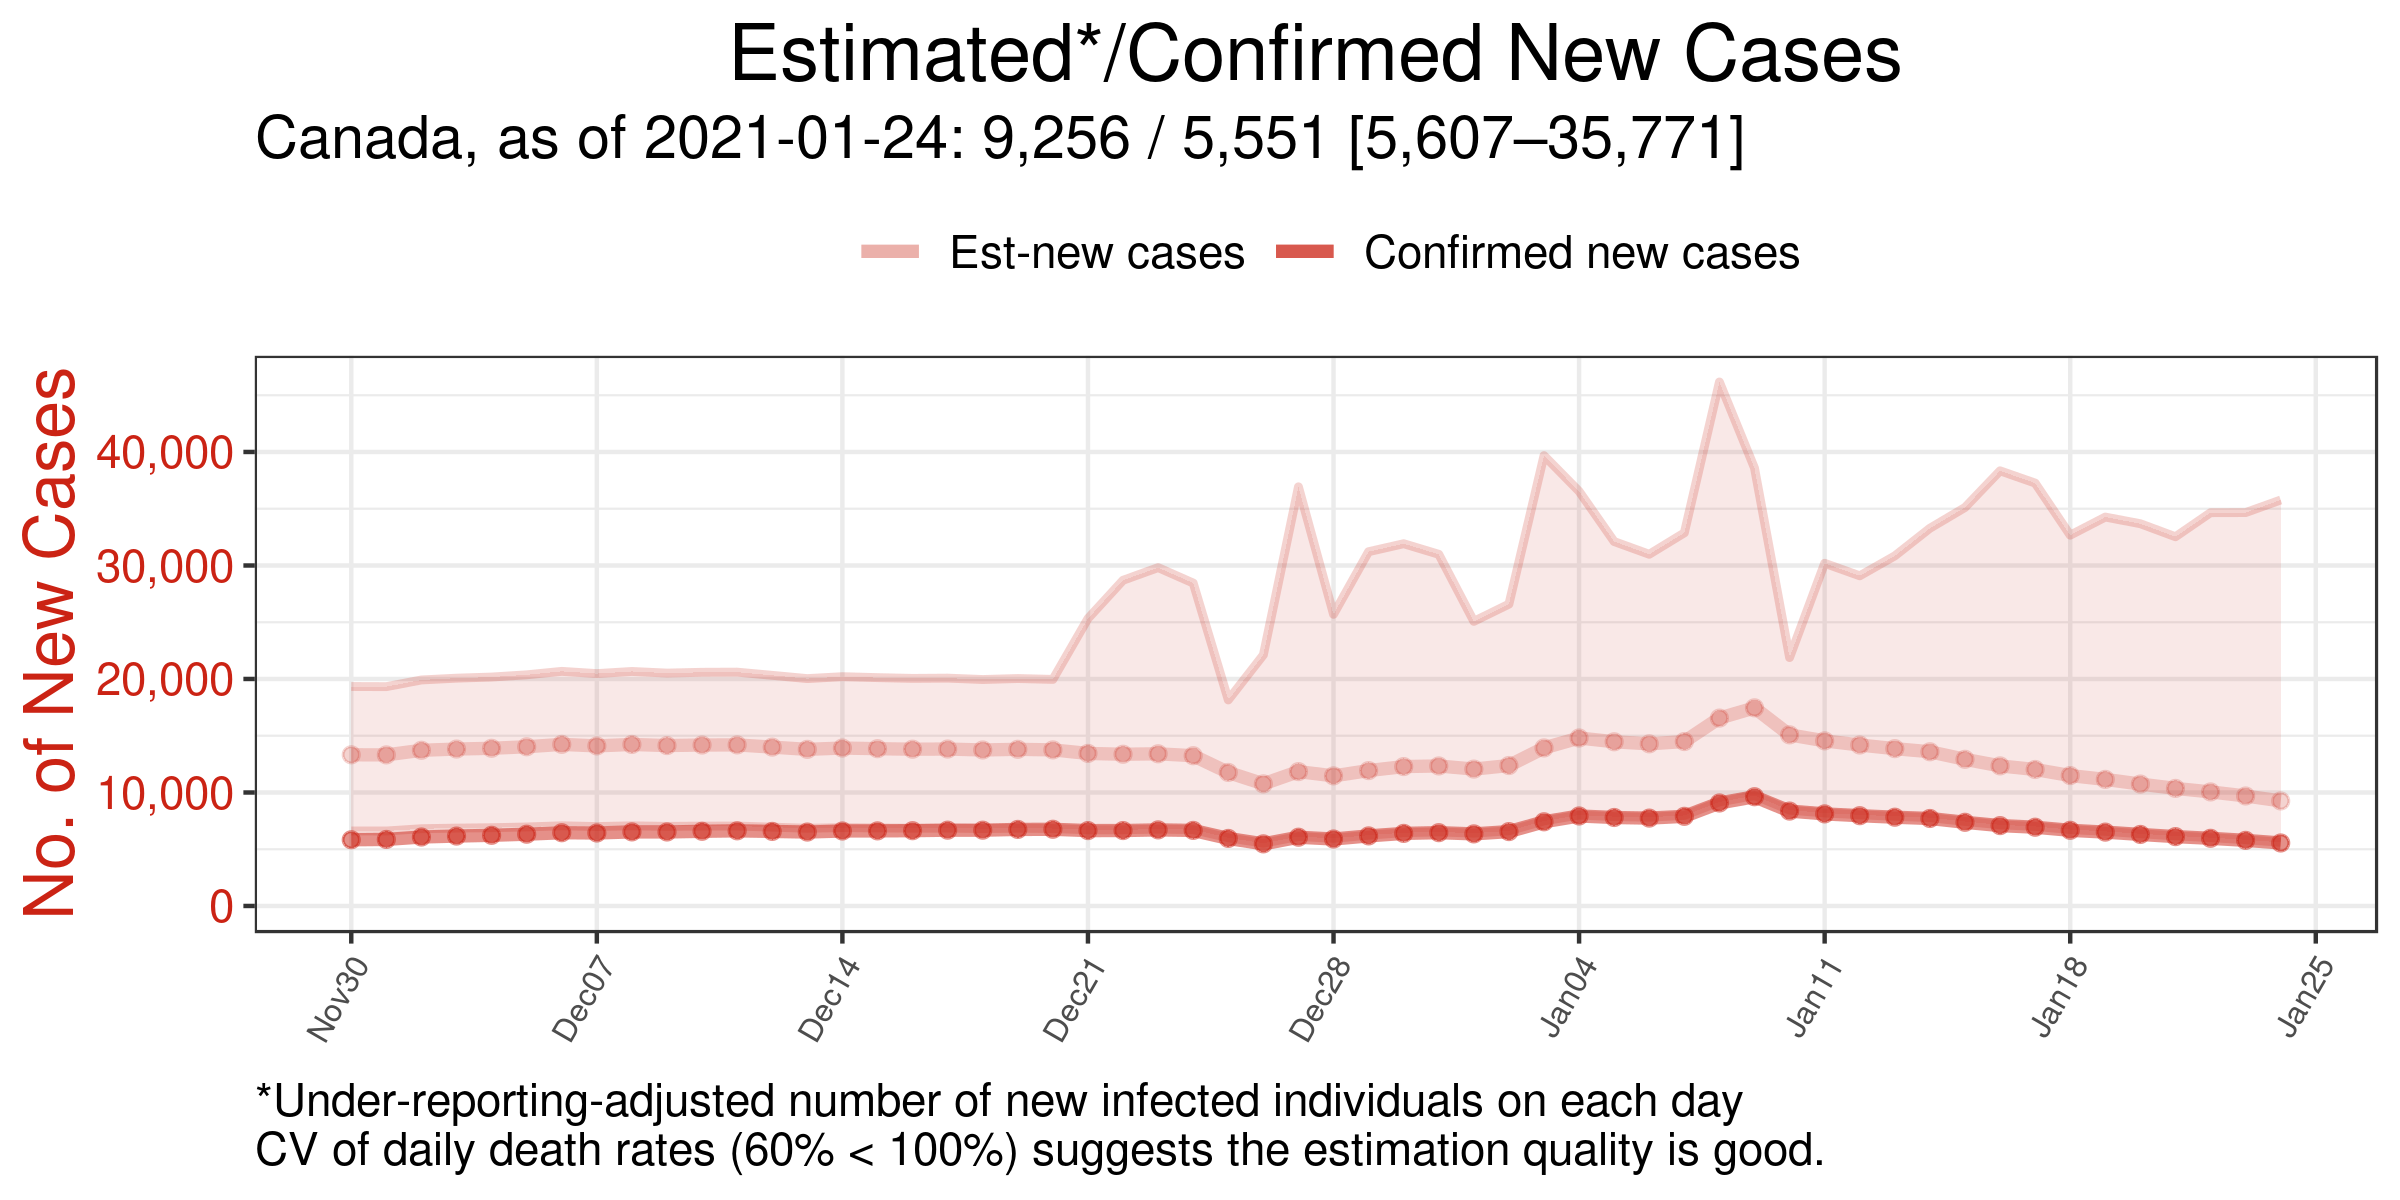 Estimated*/Confirmed New Cases
Canada, as of 2021-01-24: 9,256 / 5,551 [5,607–35,771]
Est-new cases
Confirmed new cases
No. of New Cases
40,000
30,000
20,000
10,000
0
Nov30
Dec07
Dec14
Dec21
Dec28
Jan04
Jan11
Jan18
Jan25
*Under-reporting-adjusted number of new infected individuals on each day
CV of daily death rates (60% < 100%) suggests the estimation quality is good.